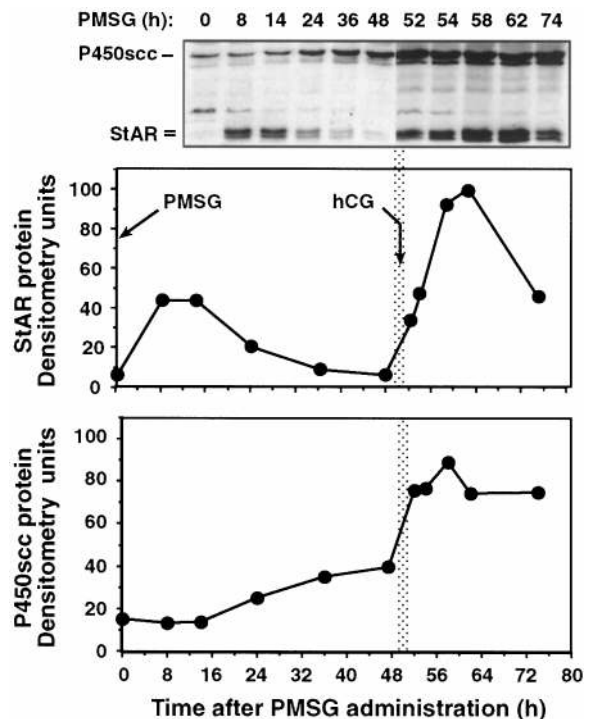 PMSG (h): 0 8 14 24 36 48 52 54 58 62 74
P450scc –
StAR =
StAR protein
Densitometry units
100
80
60
40
20
0
PMSG
hCG
P450scc protein
Densitometry units
100
80
60
40
20
0
0 8 16 24 32 40 48 56 64 72 80
Time after PMSG administration (h)